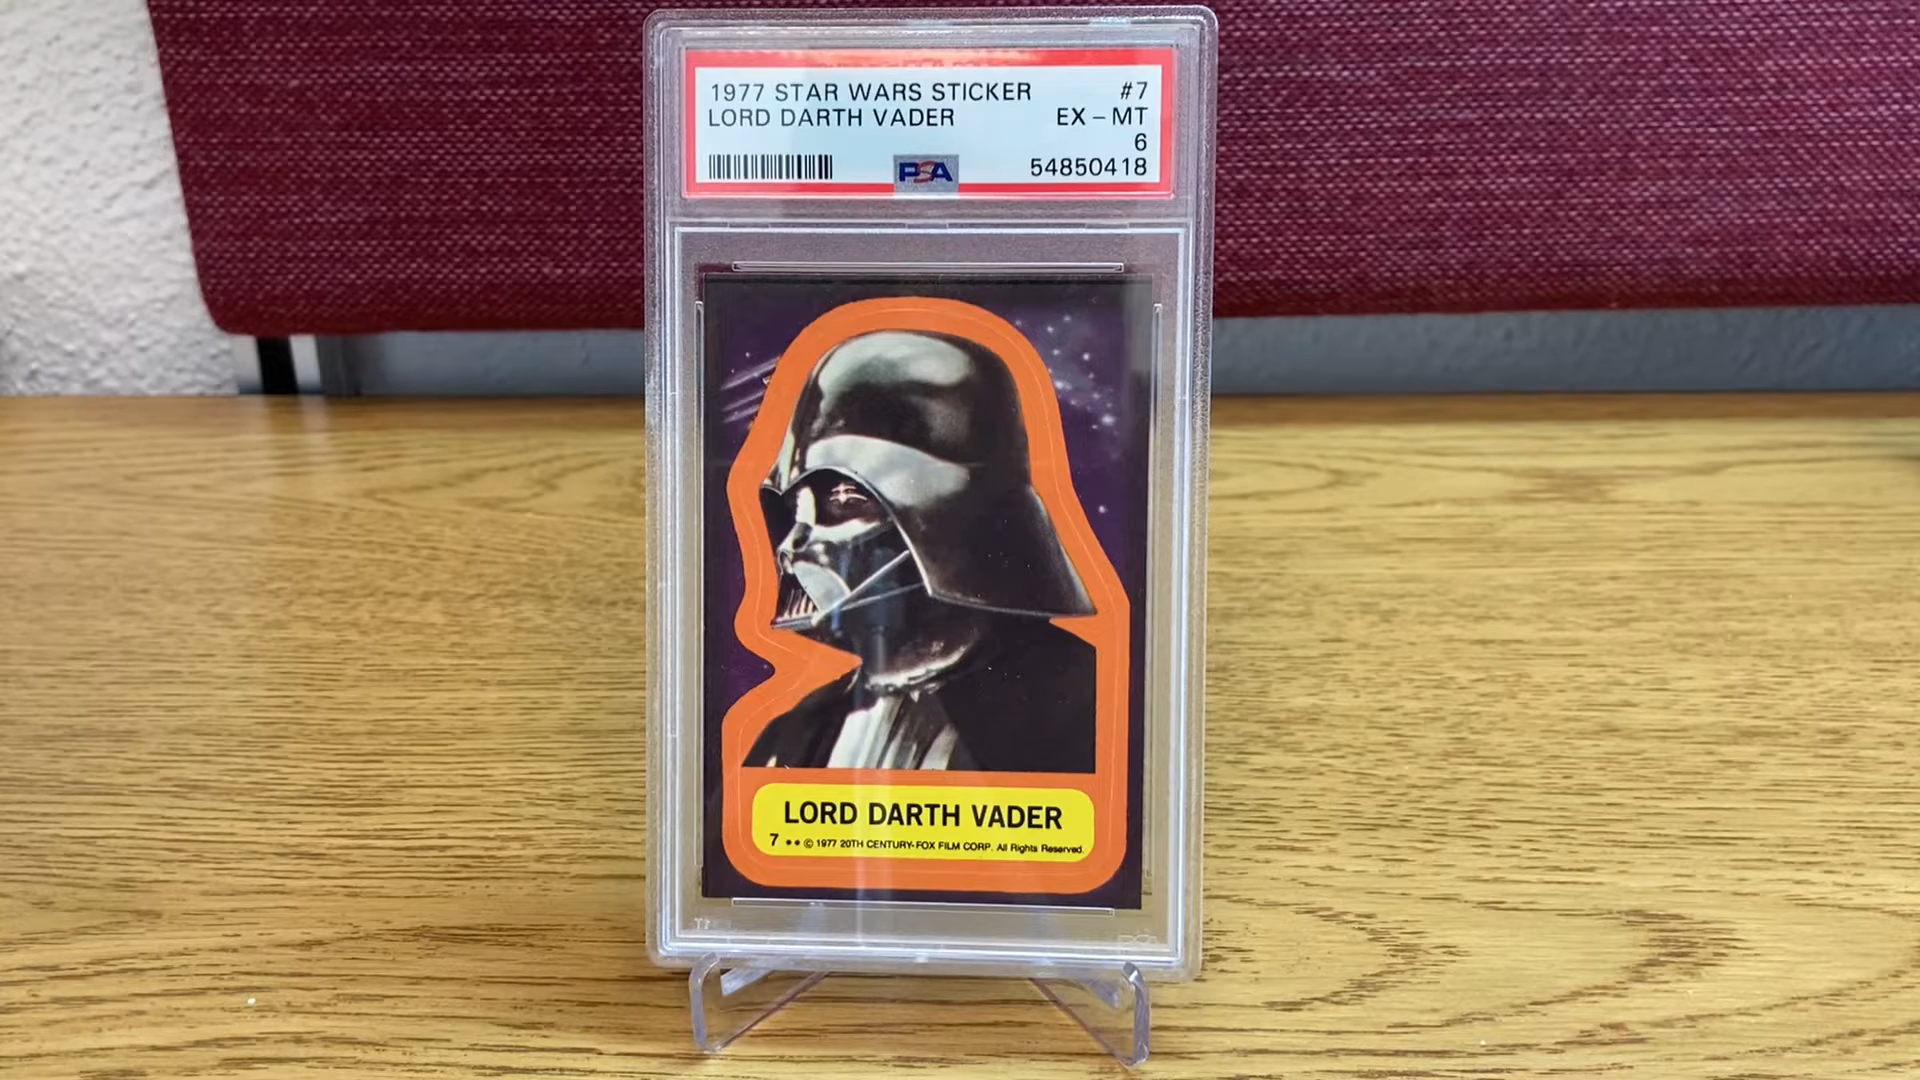 1977 STAR WARS STICKER #7
LORD DARTH VADER EX - MT
6
PSA 54850418
LORD DARTH VADER
7 ** © 1977 20TH CENTURY-FOX FILM CORP. All Rights Reserved.